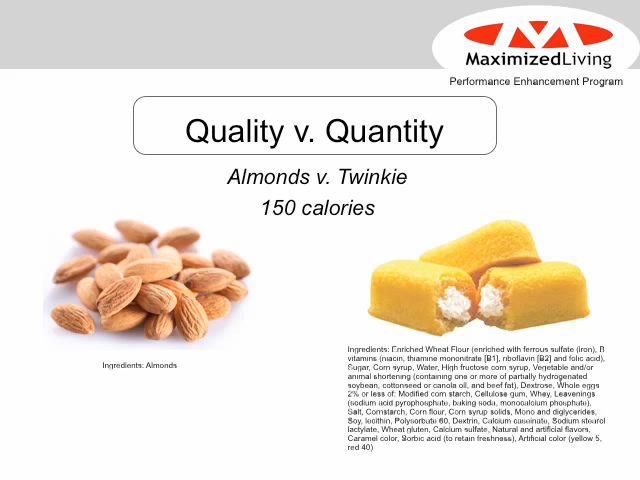 MaximizedLiving
Performance Enhancement Program
Quality v. Quantity
Almonds v. Twinkie
150 calories
Ingredients: Almonds
Ingredients: Enriched Wheat Flour (enriched with ferrous sulfate (iron), B
vitamins (niacin, thiamine mononitrate [B1], riboflavin [B2] and folic acid),
Sugar, Corn syrup, Water, High fructose corn syrup, Vegetable and/or
animal shortening (containing one or more of partially hydrogenated
soybean, cottonseed or canola oil, and beef fat), Dextrose, Whole eggs
2% or less of: Modified corn starch, Cellulose gum, Whey, Leavenings
(sodium acid pyrophosphate, baking soda, monocalcium phosphate),
Salt, Cornstarch, Corn flour, Corn syrup solids, Mono and diglycerides,
Soy, lecithin, Polysorbate 60, Dextrin, Calcium caseinate, Sodium stearol
lactylate, Wheat gluten, Calcium sulfate, Natural and artificial flavors,
Caramel color, Sorbic acid (to retain freshness), Artificial color (yellow 5,
red 40)